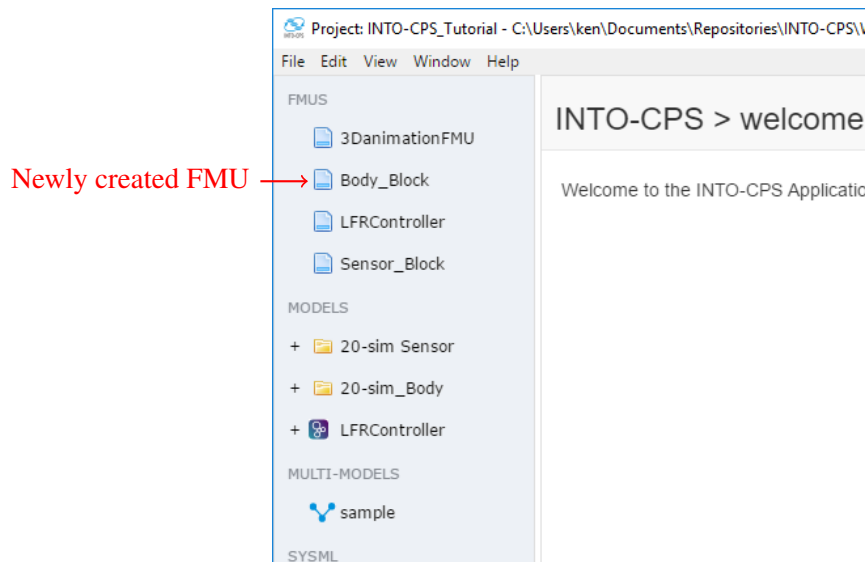 Project: INTO-CPS_Tutorial - C:\Users\ken\Documents\Repositories\INTO-CPS\
File Edit View Window Help
FMUS
INTO-CPS > welcome
3DanimationFMU
Newly created FMU
Body_Block
Welcome to the INTO-CPS
LFRController
Sensor_Block
MODELS
+ 20-sim Sensor
+ 20-sim_Body
+ LFRController
MULTI-MODELS
sample
SYSML